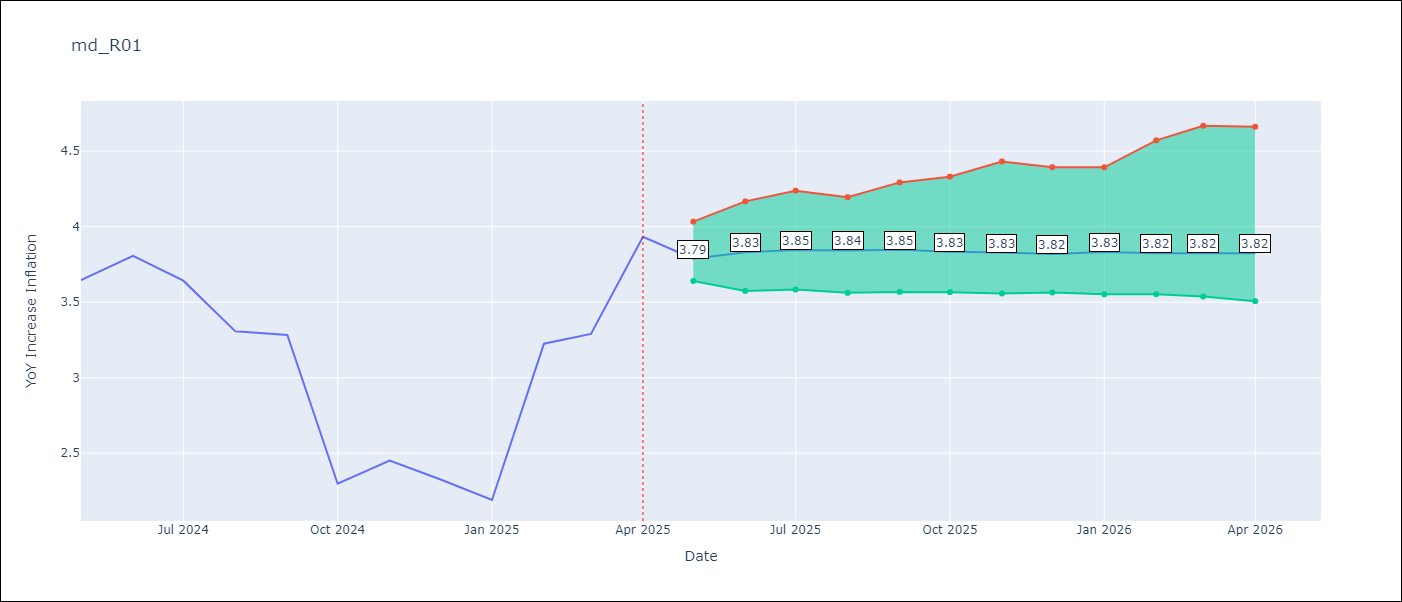 md_R01
4.5
4
3.5
3
2.5
YoY Increase Inflation
3.79
3.83
3.85
3.84
3.85
3.83
3.83
3.82
3.83
3.82
3.82
3.82
Jul 2024
Oct 2024
Jan 2025
Apr 2025
Jul 2025
Oct 2025
Jan 2026
Apr 2026
Date